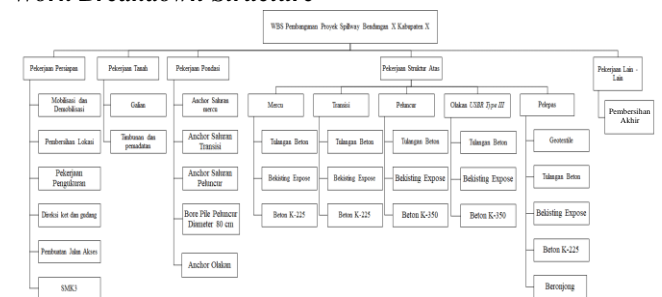 Work Breakdown Structure
WBS Pembangunan Proyek Spillway Bendungan X Kabupaten X
Pekerjaan Persiapan
Mobilisasi dan
Demobilisasi
Pembersihan Lokasi
Pekerjaan
Pengukuran
Direksi keet dan gudang
Pembuatan Jalan Akses
SMK3
Pekerjaan Tanah
Galian
Timbunan dan
pemadatan
Pekerjaan Pondasi
Anchor Saluran
mercu
Anchor Saluran
Transisi
Anchor Saluran
Peluncur
Bore Pile Peluncur
Diameter 80 cm
Anchor Olakan
Pekerjaan Struktur Atas
Mercu
Tulangan Beton
Bekisting Expose
Beton K-225
Transisi
Tulangan Beton
Bekisting Expose
Beton K-225
Peluncur
Tulangan Beton
Bekisting Expose
Beton K-350
Olakan USBR Type III
Tulangan Beton
Bekisting Expose
Beton K-350
Pelepas
Geotextile
Tulangan Beton
Bekisting Expose
Beton K-225
Beronjong
Pekerjaan Lain -
Lain
Pembersihan
Akhir